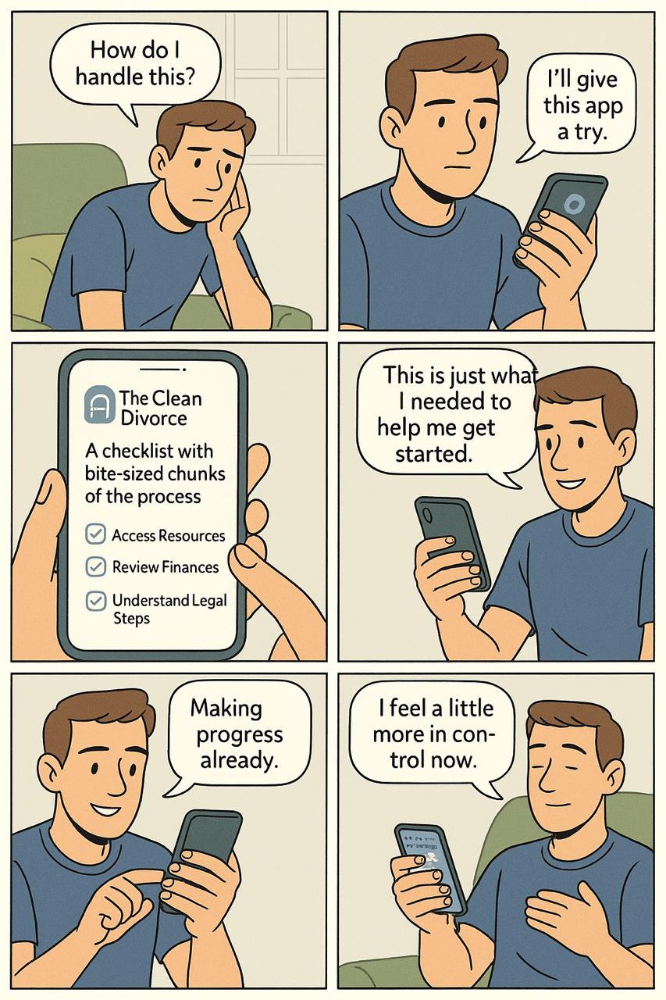 How do I
handle this?
I'll give
this app
a try.
The Clean
Divorce
A checklist with
bite-sized chunks
of the process
Access Resources
Review Finances
Understand Legal
Steps
This is just what
I needed to
help me get
started.
Making
progress
already.
I feel a little
more in con-
trol now.